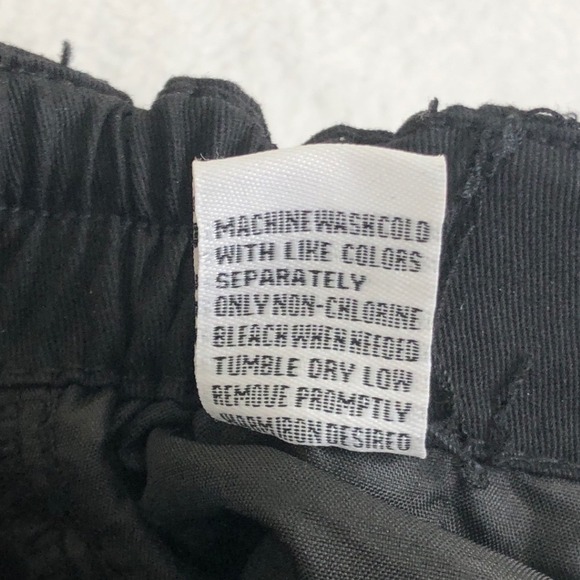 MACHINE WASH COLD
WITH LIKE COLORS
SEPARATELY
ONLY NON-CHLORINE
BLEACH WHEN NEEDED
TUMBLE DRY LOW
REMOVE PROMPTLY
WARM IRON DESIRED